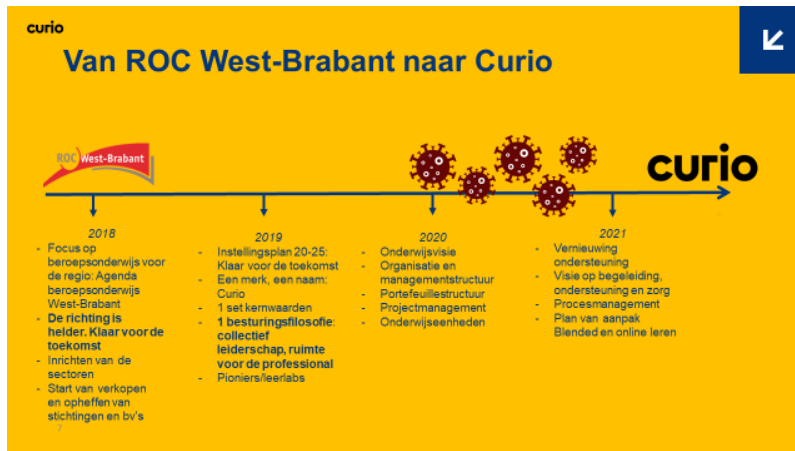 curio
Van ROC West-Brabant naar Curio
ROC West-Brabant
curio
2018
- Focus op
beroepsonderwijs voor
de regio: Agenda
beroepsonderwijs
West-Brabant
- De richting is
helder. Klaar voor de
toekomst
- Inrichten van de
sectoren
- Start van verkopen
en opheffen van
stichtingen en bv's
2019
- Instellingsplan 20-25:
Klaar voor de toekomst
- Een merk, een naam:
Curio
- 1 set kernwaarden
- 1 besturingsfilosofie:
collectief
leiderschap, ruimte
voor de professional
- Pioniers/leerlabs
2020
- Onderwijsvisie
- Organisatie en
managementstructuur
- Portefeuillestructuur
- Projectmanagement
- Onderwijseenheden
2021
- Vernieuwing
ondersteuning
- Visie op begeleiding,
ondersteuning en zorg
- Procesmanagement
- Plan van aanpak
Blended en online leren
7